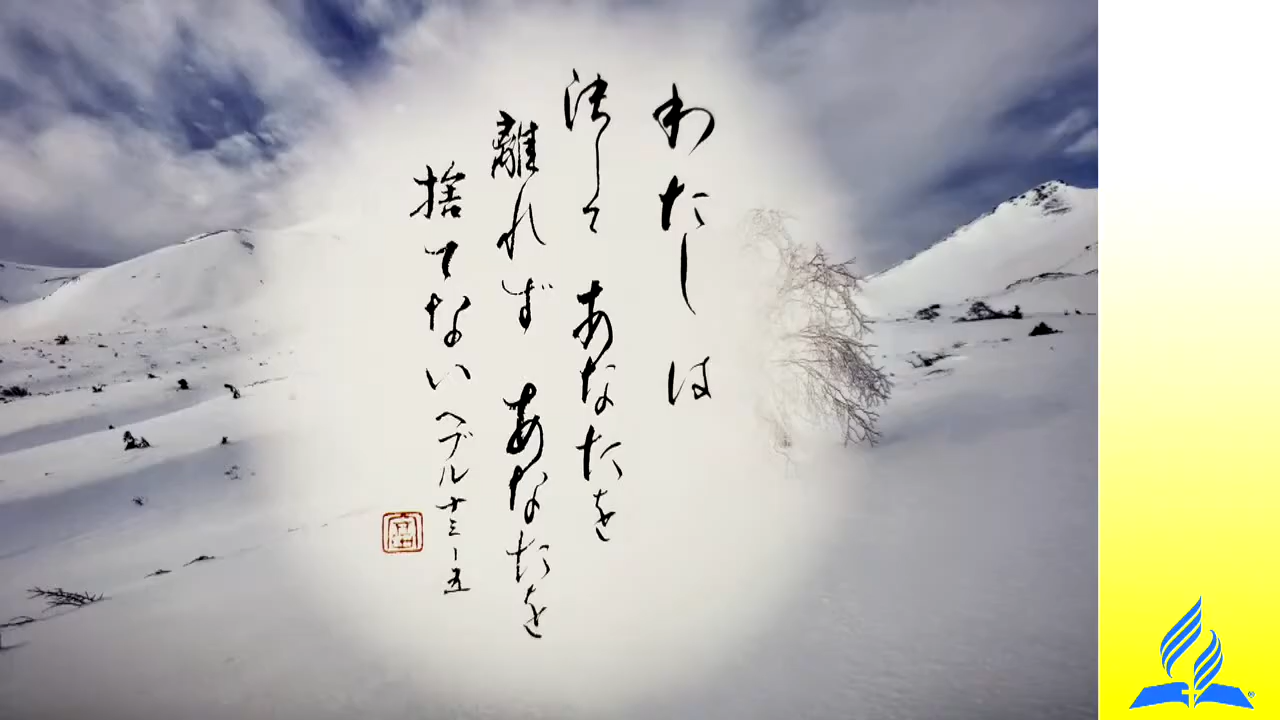 わたしは
決して あなたを
離れず あなたを
捨てない ヘブル十三ー五